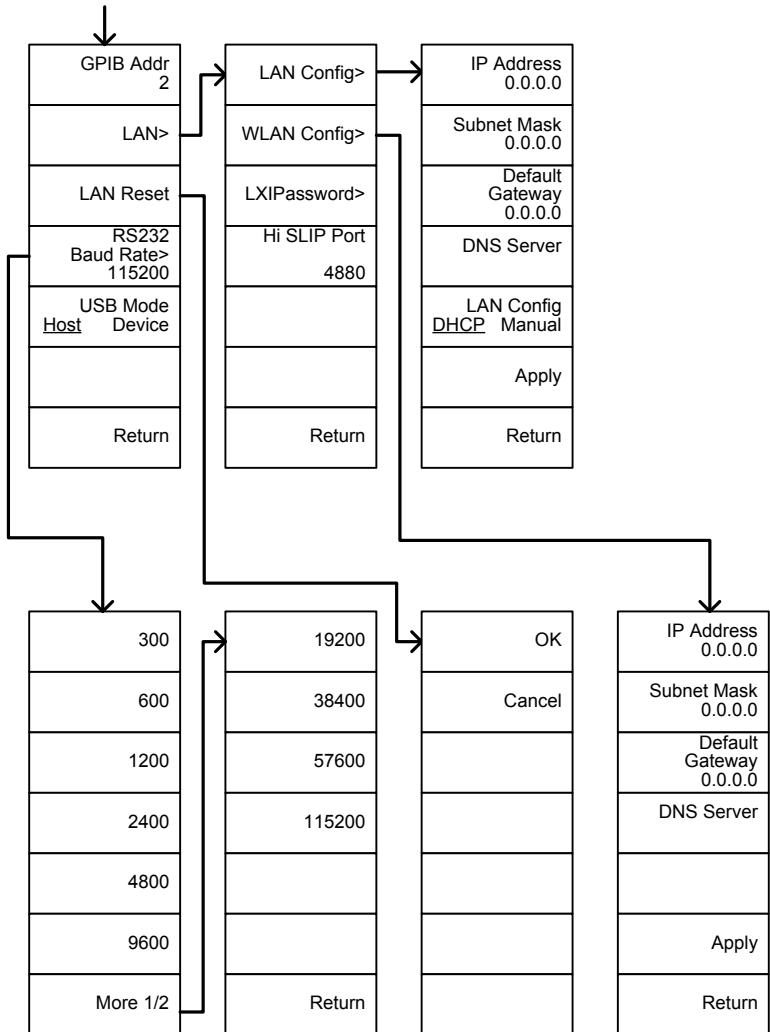 GPIB Addr
2
LAN>
LAN Reset
RS232
Baud Rate>
115200
USB Mode
Host Device
Return
LAN Config>
WLAN Config>
LXIPassword>
Hi SLIP Port
4880
Return
IP Address
0.0.0.0
Subnet Mask
0.0.0.0
Default
Gateway
0.0.0.0
DNS Server
LAN Config
DHCP Manual
Apply
Return
300
600
1200
2400
4800
9600
More 1/2
19200
38400
57600
115200
Return
OK
Cancel
IP Address
0.0.0.0
Subnet Mask
0.0.0.0
Default
Gateway
0.0.0.0
DNS Server
Apply
Return